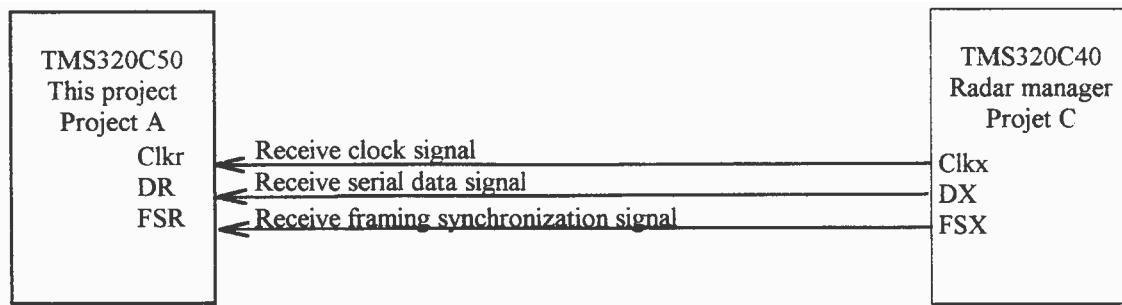 TMS320C50
This project
Project A
Clkr
DR
FSR
Receive clock signal
Receive serial data signal
Receive framing synchronization signal
TMS320C40
Radar manager
Projet C
Clkx
DX
FSX